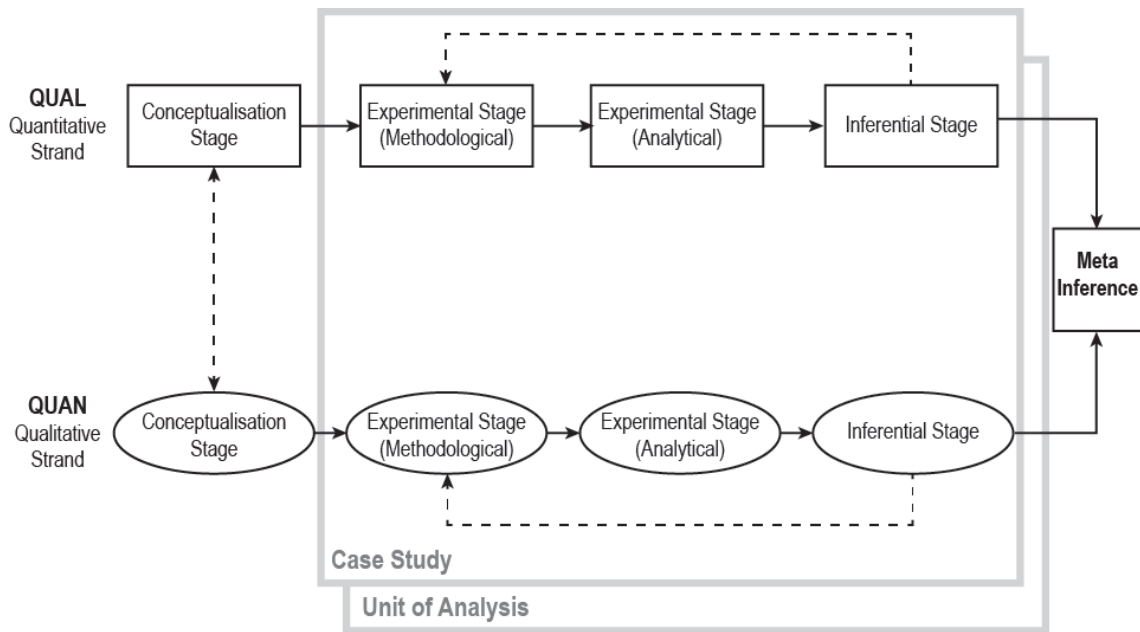 QUAL
Quantitative
Strand
Conceptualisation
Stage
Experimental Stage
(Methodological)
Experimental Stage
(Analytical)
Inferential Stage
Meta
Inference
QUAN
Qualitative
Strand
Conceptualisation
Stage
Experimental Stage
(Methodological)
Experimental Stage
(Analytical)
Inferential Stage
Case Study
Unit of Analysis